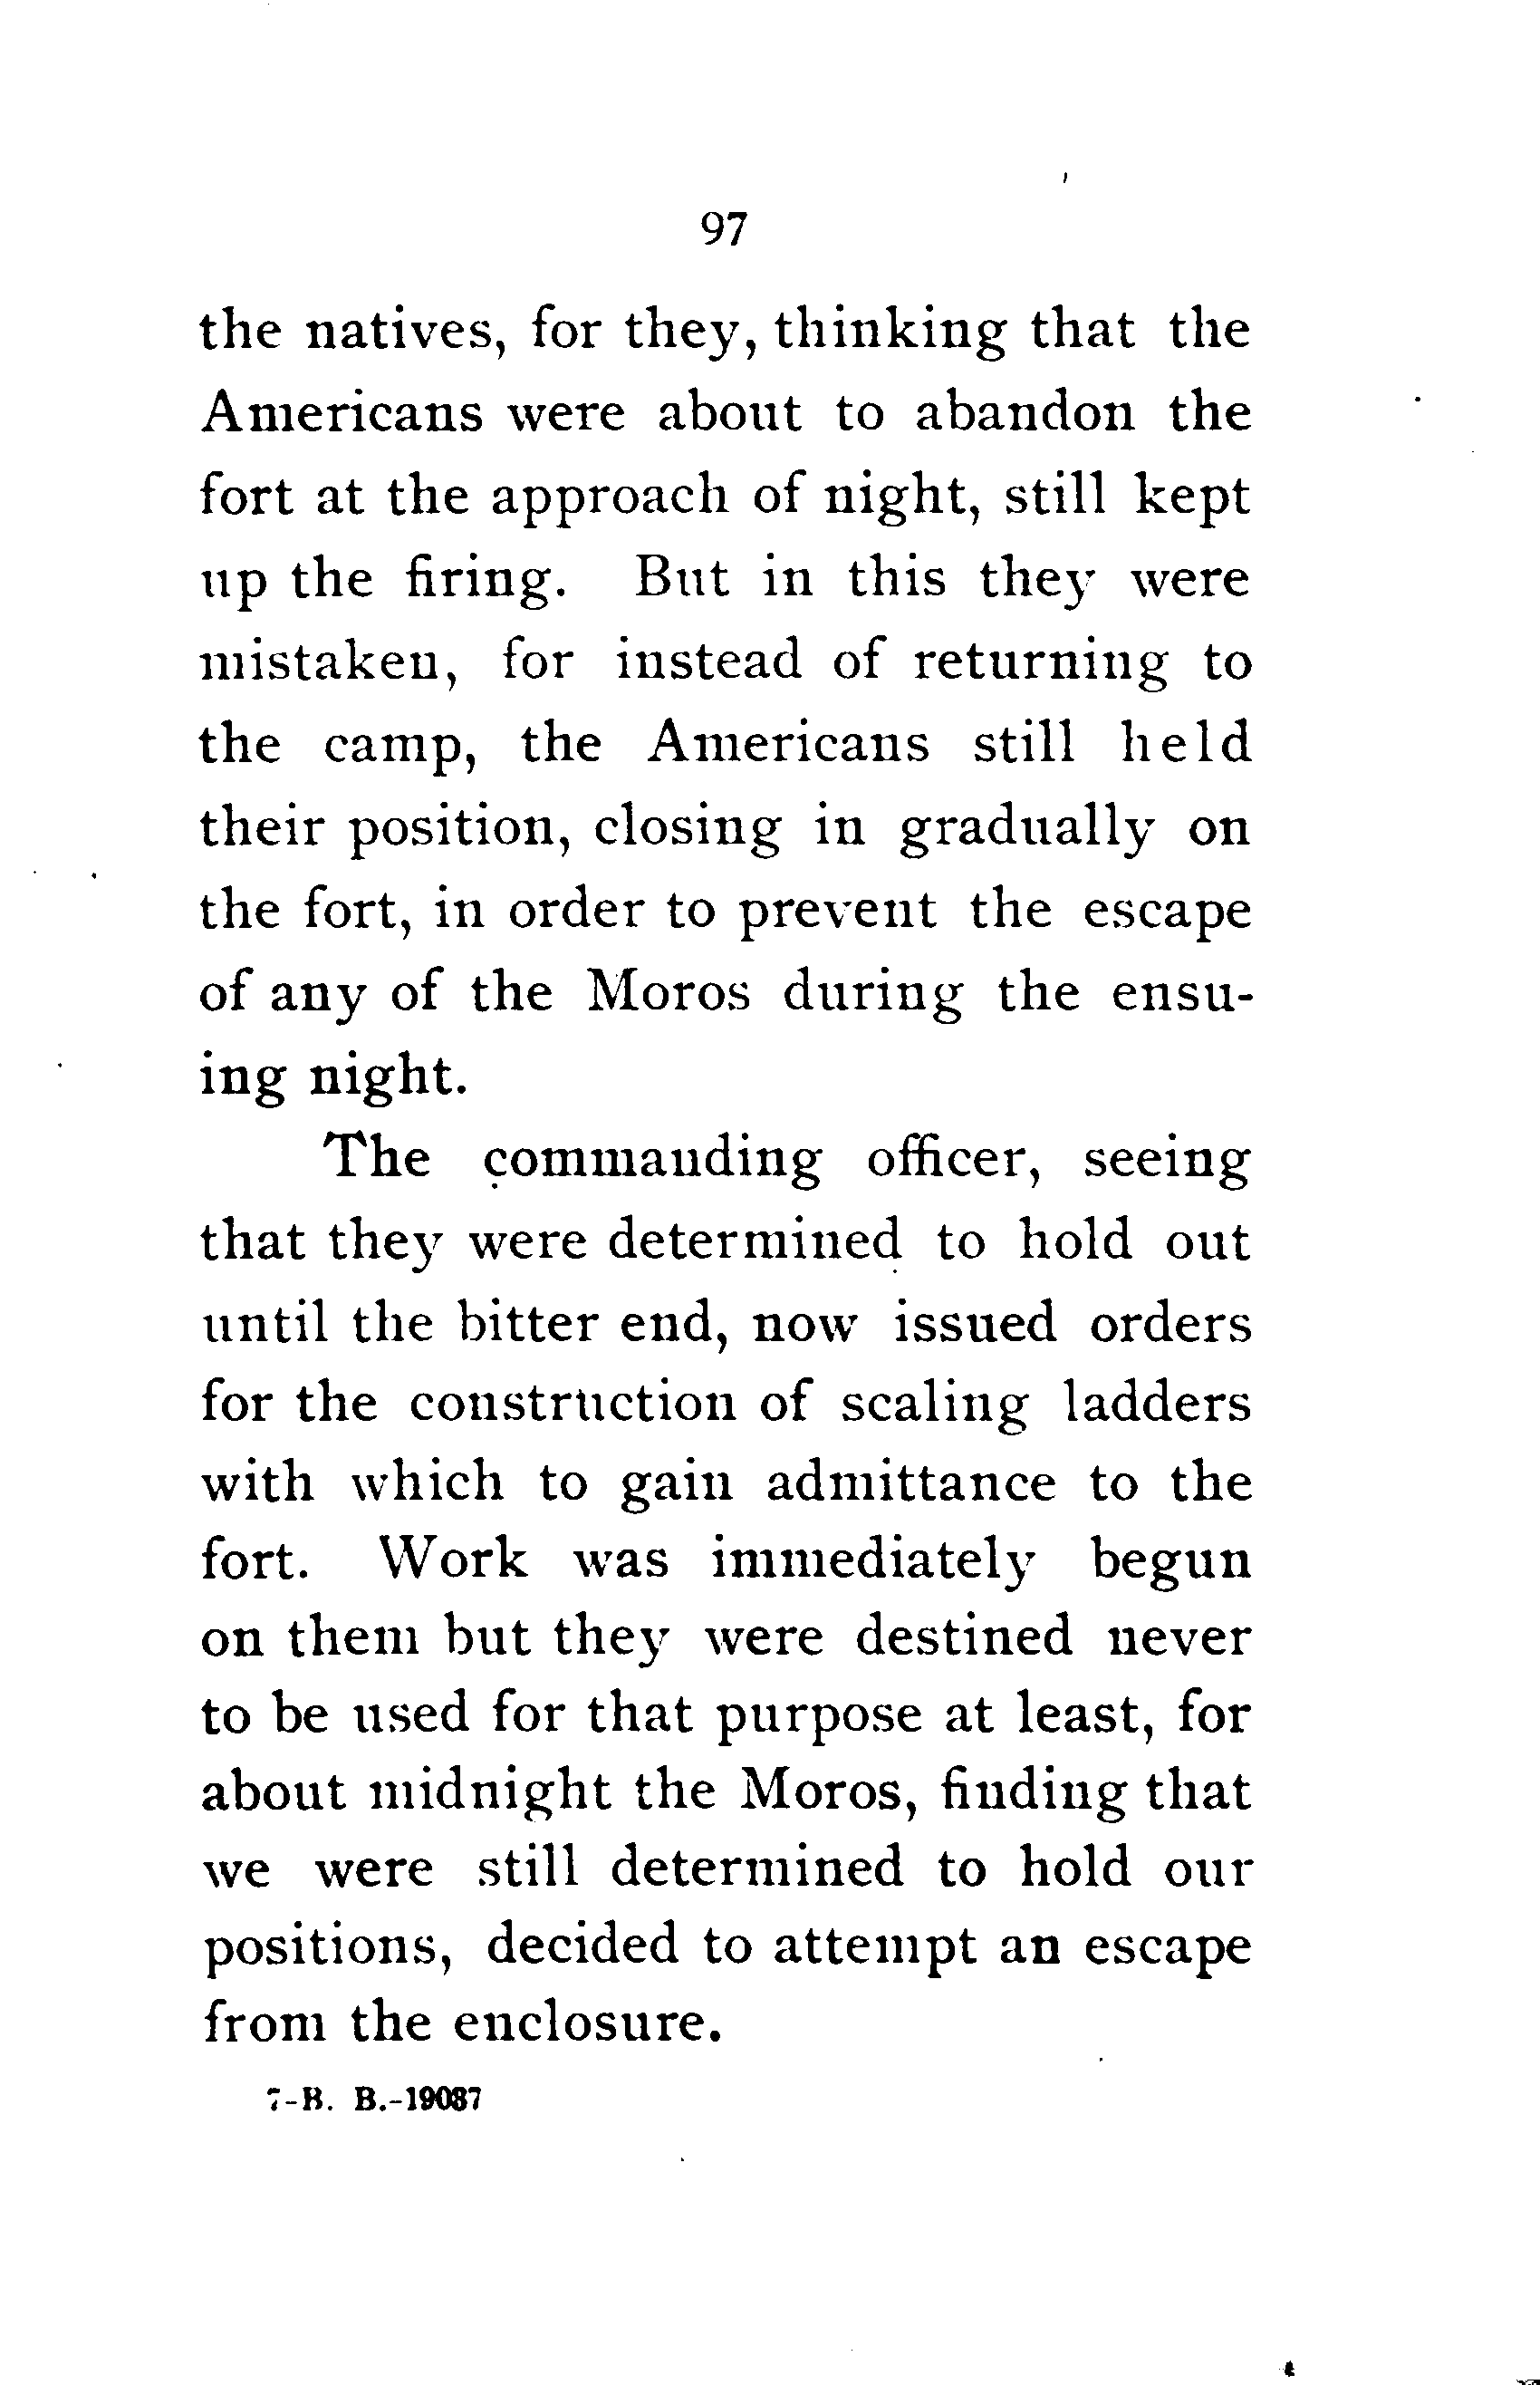 97
the natives, for they, thinking that the
Americans were about to abandon the
fort at the approach of night, still kept
up the firing. But in this they were
mistaken, for instead of returning to
the camp, the Americans still held
their position, closing in gradually on
the fort, in order to prevent the escape
of any of the Moros during the ensu-
ing night.
The commanding officer, seeing
that they were determined to hold out
until the bitter end, now issued orders
for the construction of scaling ladders
with which to gain admittance to the
fort. Work was immediately begun
on them but they were destined never
to be used for that purpose at least, for
about midnight the Moros, finding that
we were still determined to hold our
positions, decided to attempt an escape
from the enclosure.
7-B. B.-19087